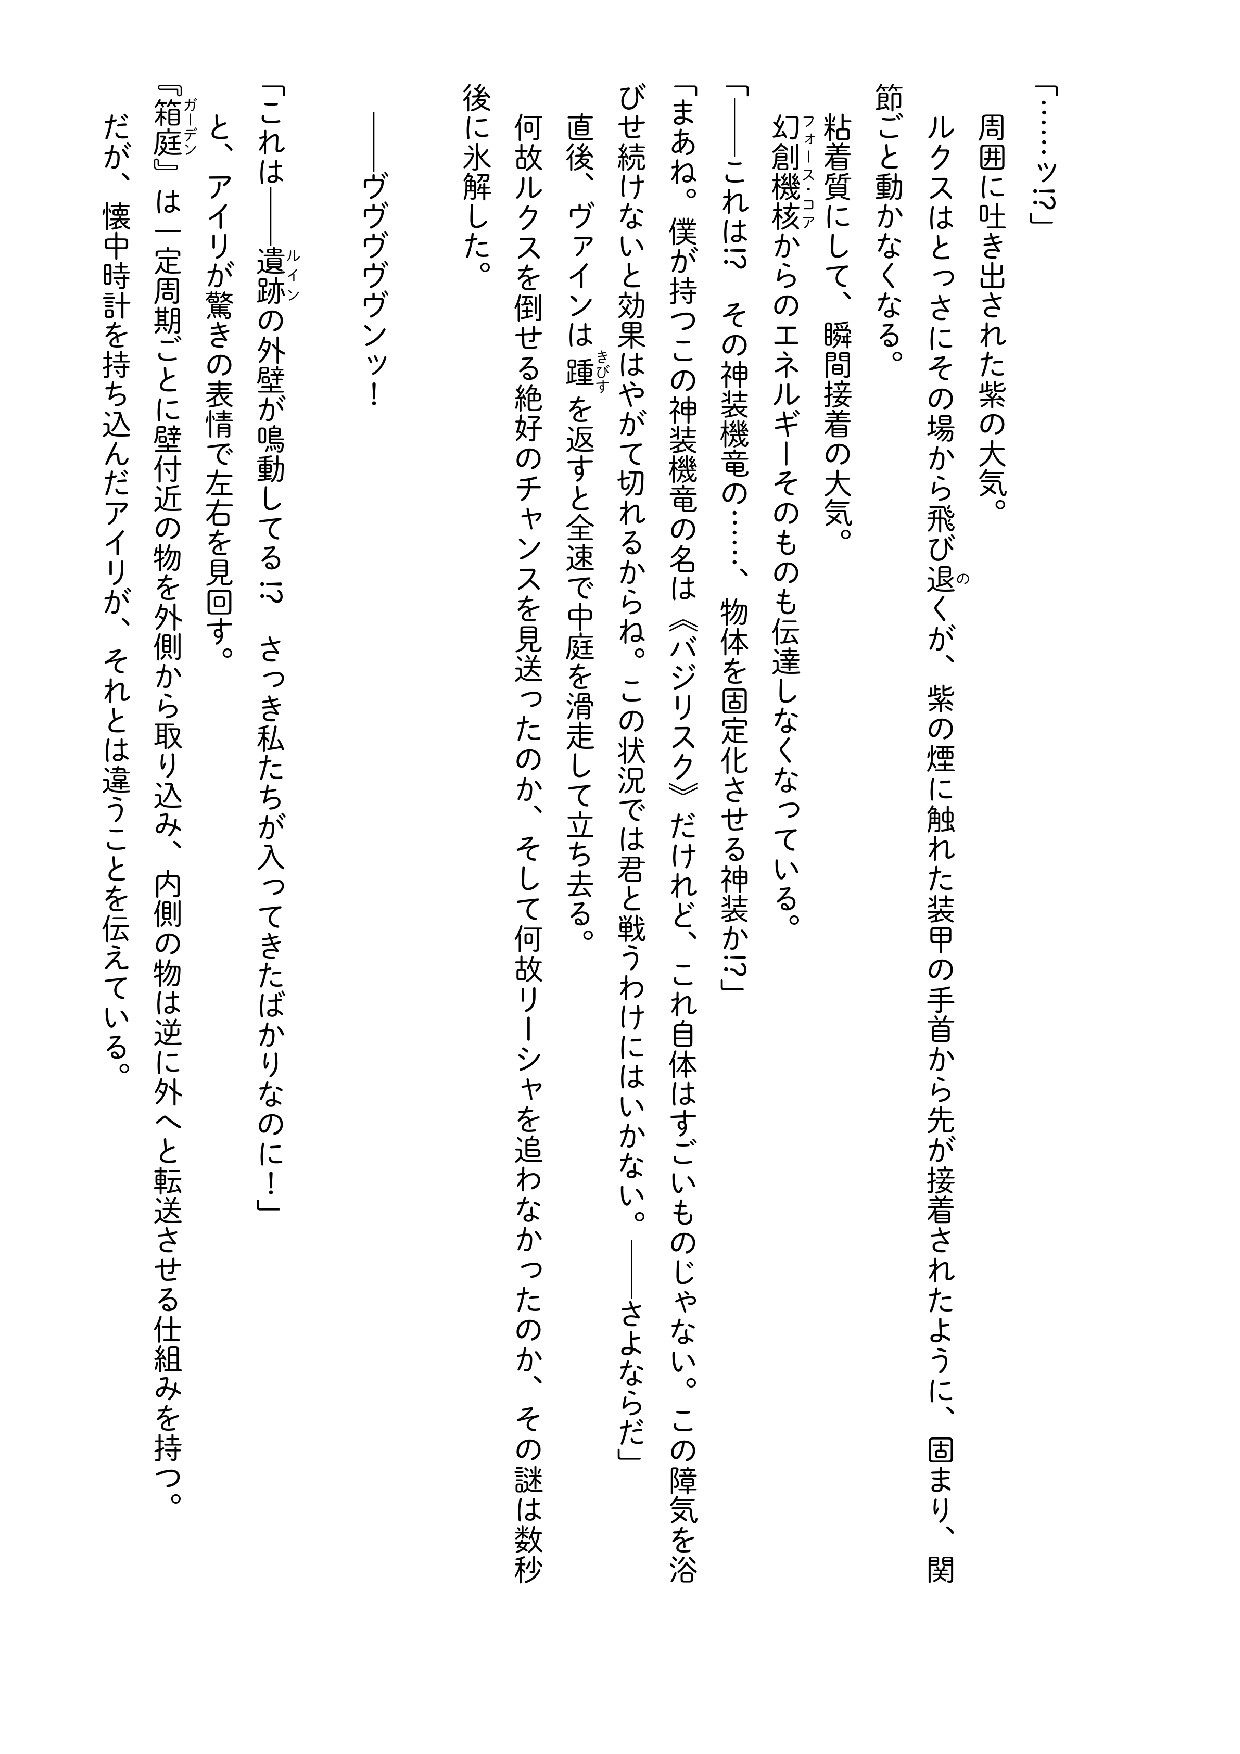 「……ッ!?」
　周囲に吐き出された紫の大気。
　ルクスはとっさにその場から飛び退くが、紫の煙に触れた装甲の手首から先が接着されたように、固まり、関
節ごと動かなくなる。
　粘着質にして、瞬間接着の大気。
　幻創機核からのエネルギーそのものも伝達しなくなっている。
「――これは!?　その神装機竜の……、物体を固定化させる神装か!?」
「まあね。僕が持つこの神装機竜の名は《バジリスク》だけれど、これ自体はすごいものじゃない。この障気を浴
びせ続けないと効果はやがて切れるからね。この状況では君と戦うわけにはいかない。――さよならだ」
　直後、ヴァインは踵を返すと全速で中庭を滑走して立ち去る。
　何故ルクスを倒せる絶好のチャンスを見送ったのか、そして何故リーシャを追わなかったのか、その謎は数秒
後に氷解した。
　――ヴヴヴヴヴンッ！
「これは――遺跡の外壁が鳴動してる!?　さっき私たちが入ってきたばかりなのに！」
　と、アイリが驚きの表情で左右を見回す。
『箱庭』は一定周期ごとに壁付近の物を外側から取り込み、内側の物は逆に外へと転送させる仕組みを持つ。
　だが、懐中時計を持ち込んだアイリが、それとは違うことを伝えている。